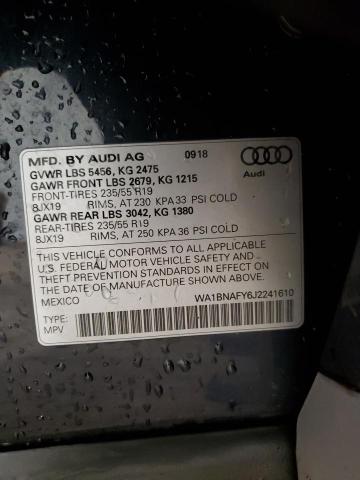 MFD. BY AUDI AG 0918
GVWR LBS 5456, KG 2475
GAWR FRONT LBS 2679, KG 1215
FRONT-TIRES 235/55 R19
8JX19 RIMS, AT 230 KPA 33 PSI COLD
GAWR REAR LBS 3042, KG 1380
REAR-TIRES 235/55 R19
8JX19 RIMS, AT 250 KPA 36 PSI COLD
Audi
THIS VEHICLE CONFORMS TO ALL APPLICABLE
U.S. FEDERAL MOTOR VEHICLE SAFETY AND
THEFT PREVENTION STANDARDS IN EFFECT ON
THE DATE OF MANUFACTURE SHOWN ABOVE.
MEXICO WA1BNAFY6J2241610
TYPE:
MPV